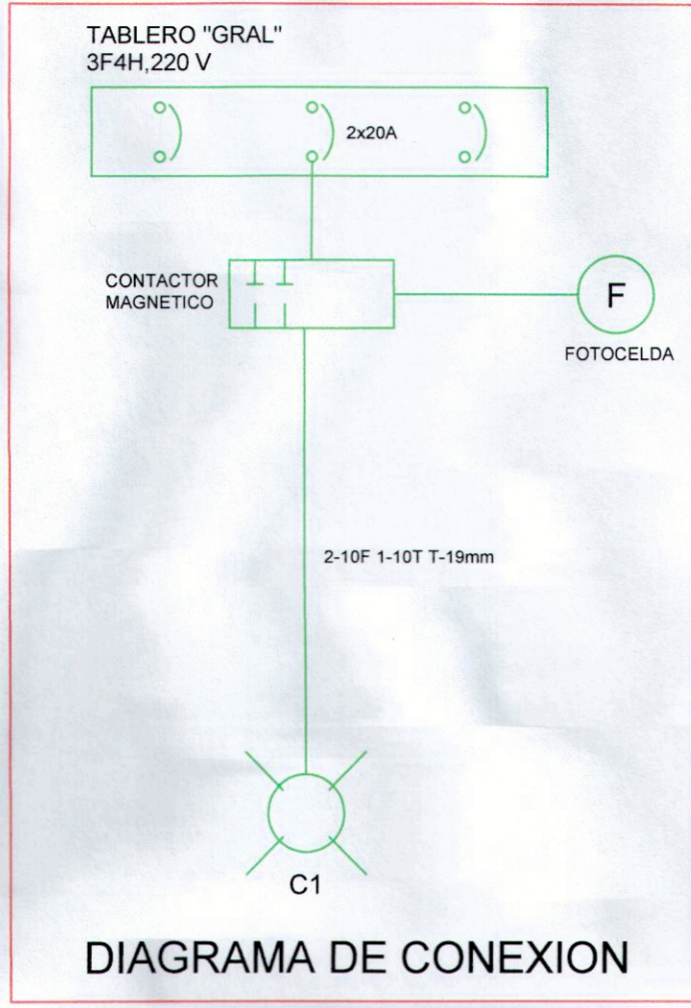 TABLERO "GRAL"
3F4H,220 V
2x20A
CONTACTOR
MAGNETICO
F
FOTOCELDA
2-10F 1-10T T-19mm
C1
DIAGRAMA DE CONEXION